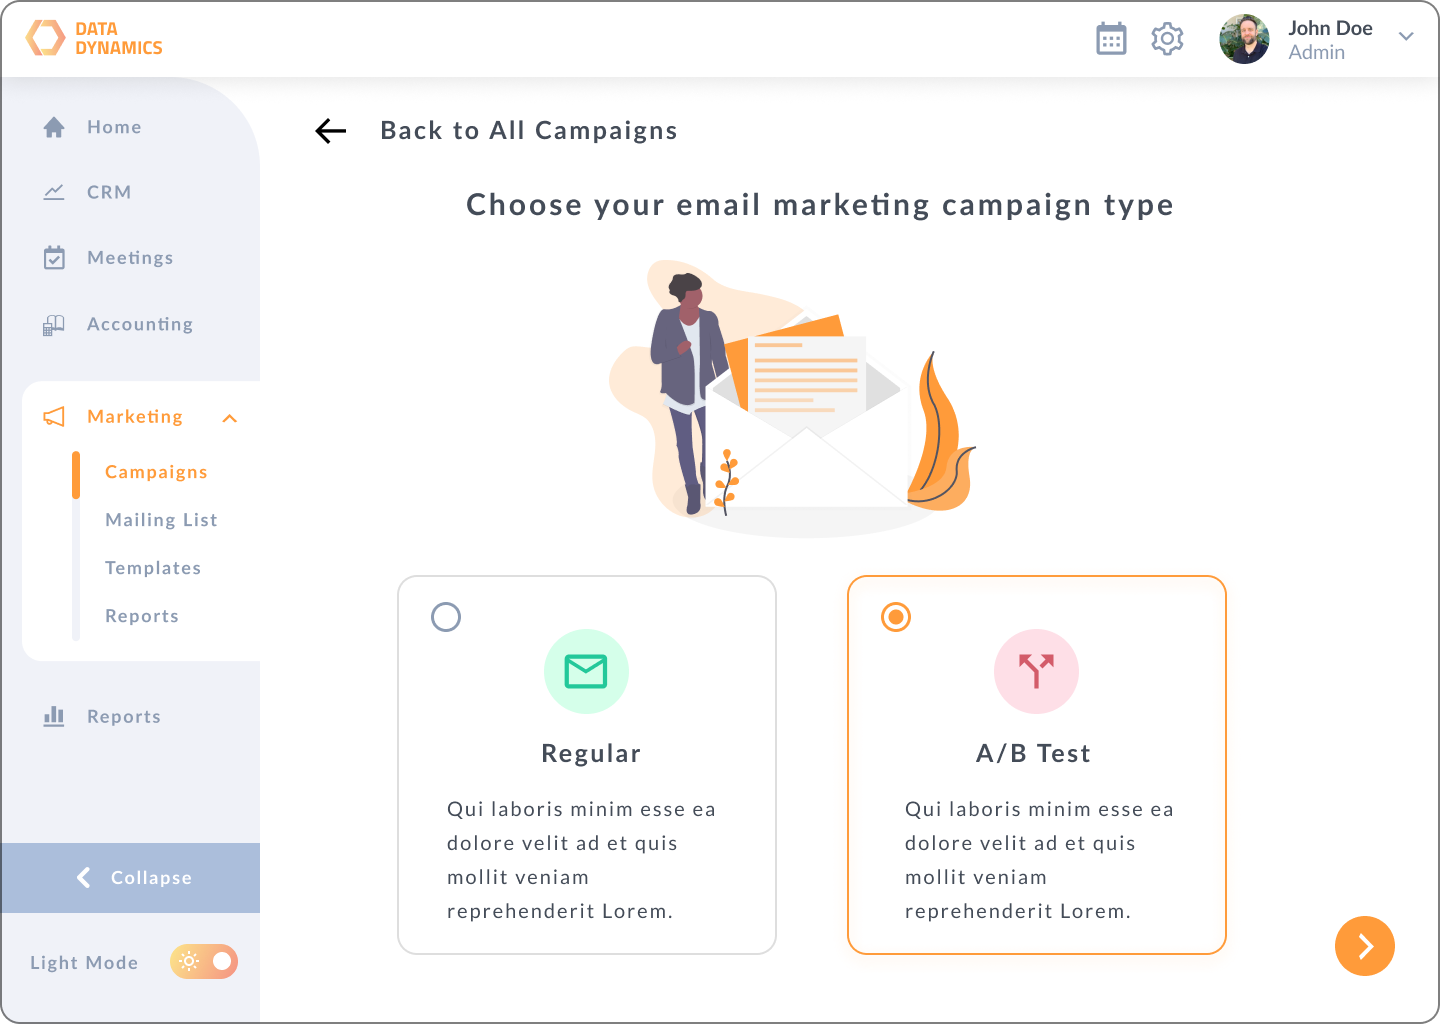 DATA
DYNAMICS
John Doe
Admin
Home
CRM
Meetings
Accounting
Marketing
Campaigns
Mailing List
Templates
Reports
Reports
Collapse
Light Mode
Back to All Campaigns
Choose your email marketing campaign type
Regular
Qui laboris minim esse ea
dolore velit ad et quis
mollit veniam
reprehenderit Lorem.
A/B Test
Qui laboris minim esse ea
dolore velit ad et quis
mollit veniam
reprehenderit Lorem.